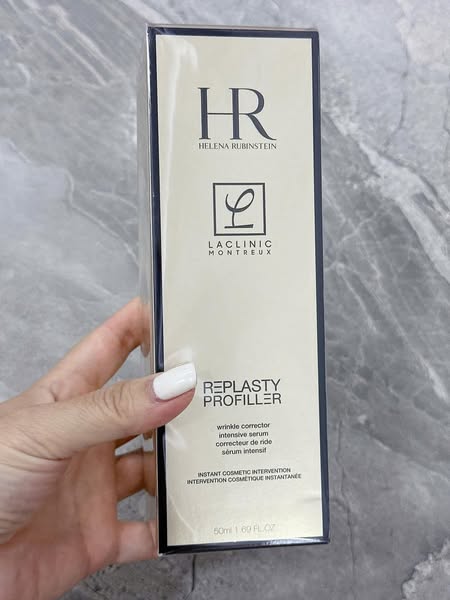 HR
HELENA RUBINSTEIN
LACLINIC
MONTREUX
REPLASTY
PROFILLER
wrinkle corrector
intensive serum
correcteur de ride
sérum intensif
INSTANT COSMETIC INTERVENTION
INTERVENTION COSMÉTIQUE INSTANTANÉE
50ml 1.69 FL.OZ